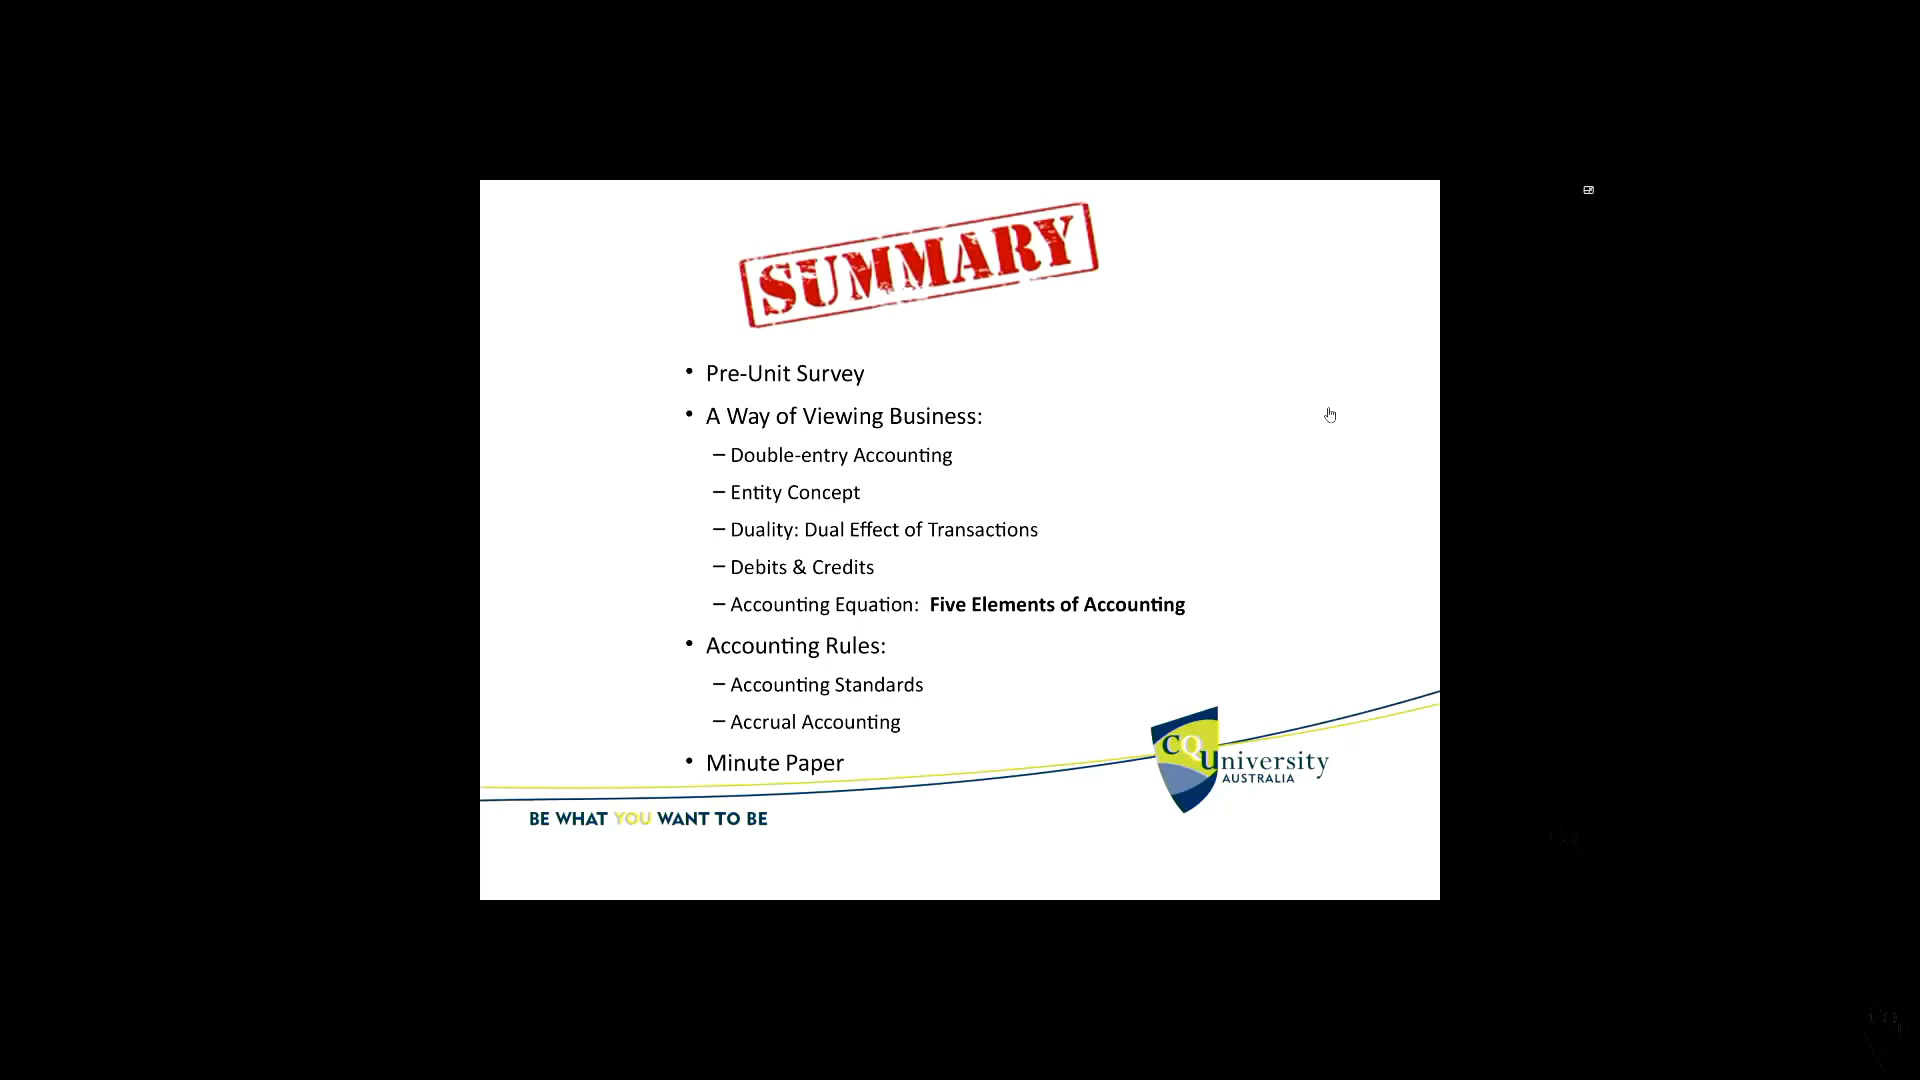 SUMMARY
• Pre-Unit Survey
• A Way of Viewing Business:
– Double-entry Accounting
– Entity Concept
– Duality: Dual Effect of Transactions
– Debits & Credits
– Accounting Equation: Five Elements of Accounting
• Accounting Rules:
– Accounting Standards
– Accrual Accounting
• Minute Paper
CQUniversity
AUSTRALIA
BE WHAT YOU WANT TO BE